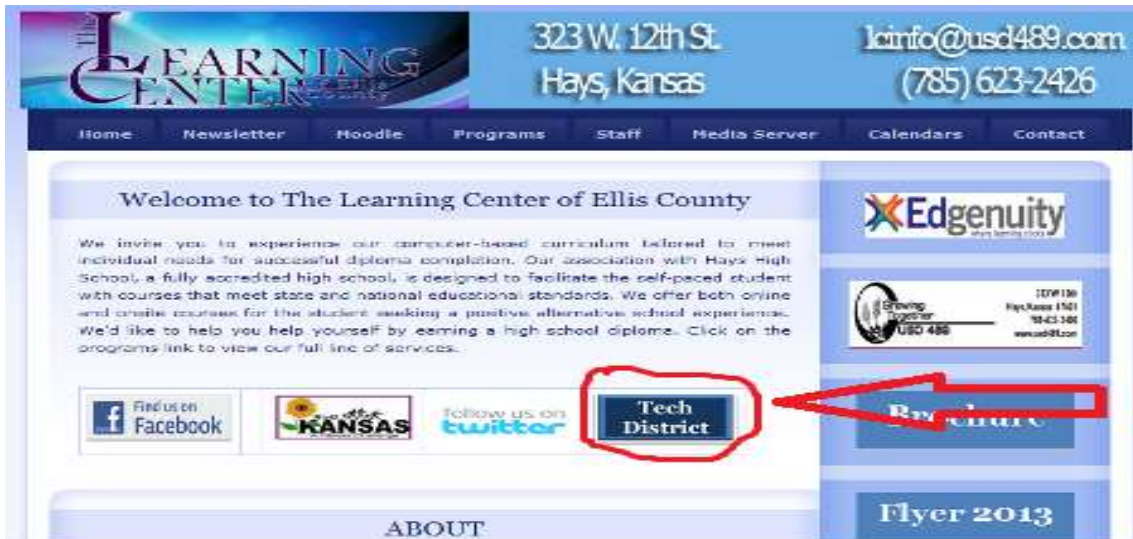 The
LEARNING
CENTER
323 W. 12th St.
Hays, Kansas
lcinfo@usd489.com
(785) 623-2426
Home Newsletter Moodle Programs Staff Media Server Calendars Contact
Welcome to The Learning Center of Ellis County
We invite you to experience our computer-based curriculum tailored to meet
individual needs for successful diploma completion. Our association with Hays High
School, a fully accredited high school, is designed to facilitate the self-paced student
with courses that meet state and national educational standards. We offer both online
and onsite courses for the student seeking a positive alternative school experience.
We'd like to help you help yourself by earning a high school diploma. Click on the
programs link to view our full line of services.
Find us on
Facebook
KANSAS
follow us on
twitter
Tech
District
ABOUT
Edgenuity
Growing
Together
USD 489
Brochure
Flyer 2013